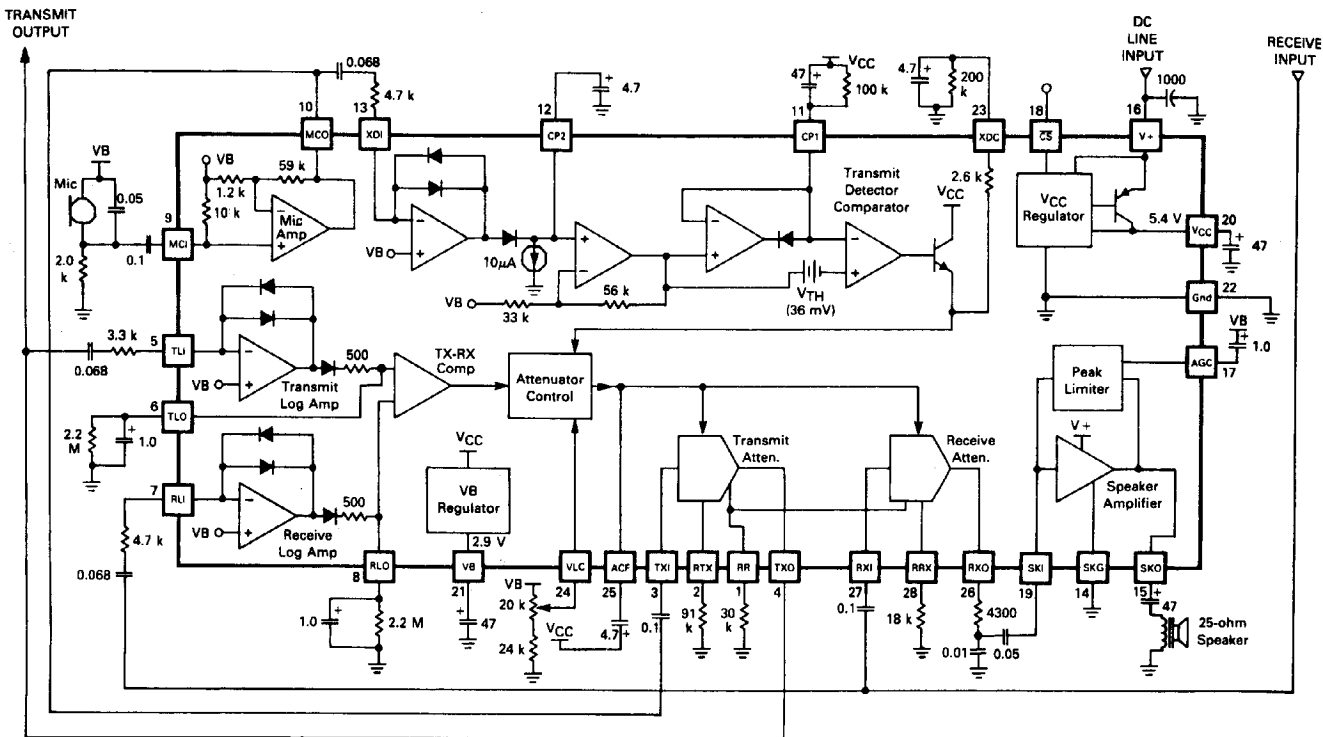 TRANSMIT
OUTPUT
DC
LINE
INPUT
RECEIVE
INPUT
0.068
4.7 k
4.7
VCC
47
100 k
4.7
200
k
1000
10
13
12
11
23
18
16
MCO
XDI
CP2
CP1
XDC
CS
V+
VB
Mic
0.05
VB
1.2 k
59 k
10 k
Mic
Amp
9
MCI
0.1
2.0
k
VB
10μA
VB
33 k
56 k
VTH
(36 mV)
Transmit
Detector
Comparator
2.6 k
VCC
VCC
Regulator
5.4 V
20
VCC
47
Gnd
22
VB
1.0
AGC
17
3.3 k
0.068
5
TLI
VB
500
Transmit
Log Amp
TX-RX
Comp
Attenuator
Control
Peak
Limiter
6
TLO
2.2
M
1.0
7
RLI
VB
500
Receive
Log Amp
VCC
VB
Regulator
2.9 V
Transmit
Atten.
Receive
Atten.
V+
Speaker
Amplifier
4.7 k
0.068
RLO
VB
VLC
ACF
TXI
RTX
RR
TXO
RXI
RRX
RXO
SKI
SKG
SKO
8
21
24
25
3
2
1
4
27
28
26
19
14
15
1.0
2.2 M
47
VB
20 k
24 k
VCC
4.7
0.1
91
k
30
k
0.1
18 k
4300
0.01
0.05
47
25-ohm
Speaker